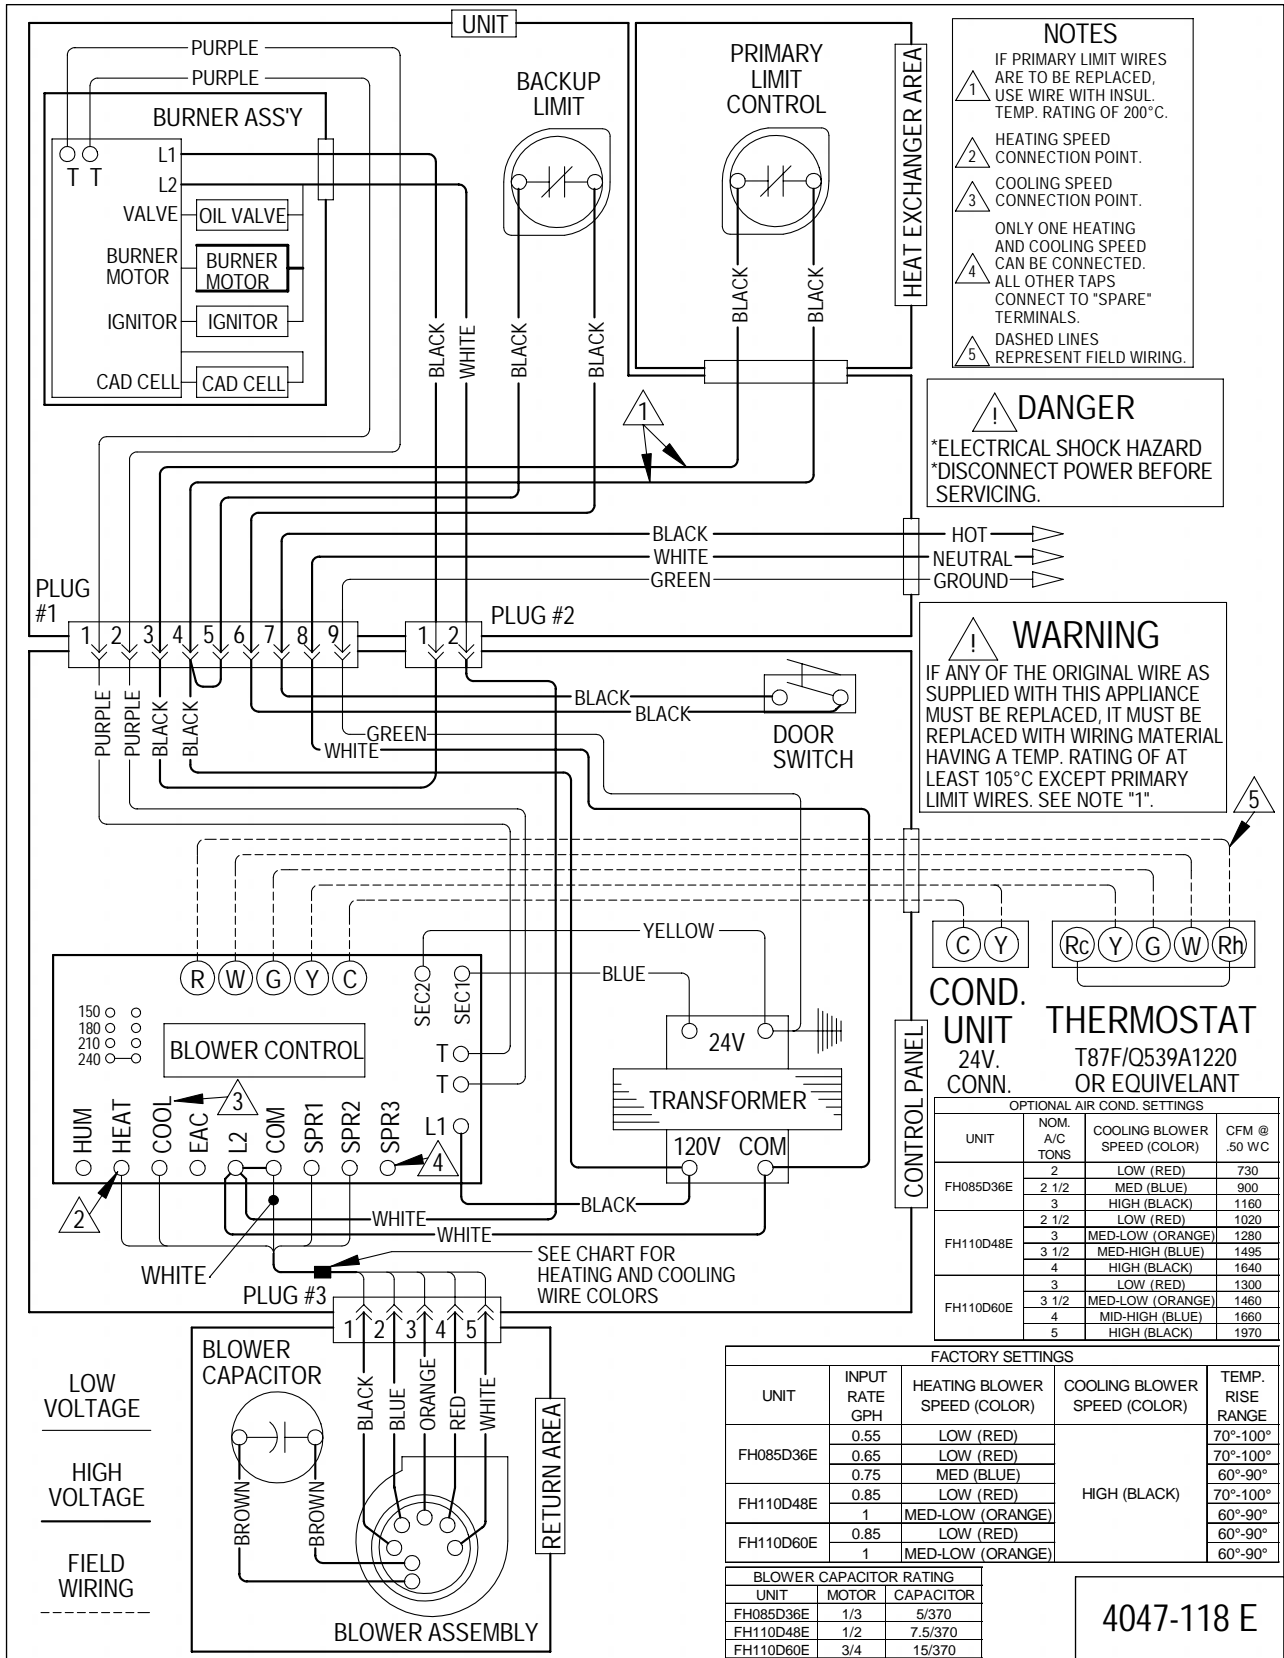 UNIT
PURPLE
PURPLE
BURNER ASS'Y
T T
L1
L2
VALVE
OIL VALVE
BURNER
MOTOR
BURNER
MOTOR
IGNITOR
IGNITOR
CAD CELL
CAD CELL
BACKUP
LIMIT
PRIMARY
LIMIT
CONTROL
HEAT EXCHANGER AREA
BLACK
WHITE
BLACK
BLACK
BLACK
BLACK
1
NOTES
1
IF PRIMARY LIMIT WIRES
ARE TO BE REPLACED,
USE WIRE WITH INSUL.
TEMP. RATING OF 200°C.
2
HEATING SPEED
CONNECTION POINT.
3
COOLING SPEED
CONNECTION POINT.
4
ONLY ONE HEATING
AND COOLING SPEED
CAN BE CONNECTED.
ALL OTHER TAPS
CONNECT TO "SPARE"
TERMINALS.
5
DASHED LINES
REPRESENT FIELD WIRING.
! DANGER
*ELECTRICAL SHOCK HAZARD
*DISCONNECT POWER BEFORE
SERVICING.
BLACK HOT
WHITE NEUTRAL
GREEN GROUND
PLUG
#1
1 2 3 4 5 6 7 8 9
1 2
PLUG #2
! WARNING
IF ANY OF THE ORIGINAL WIRE AS
SUPPLIED WITH THIS APPLIANCE
MUST BE REPLACED, IT MUST BE
REPLACED WITH WIRING MATERIAL
HAVING A TEMP. RATING OF AT
LEAST 105°C EXCEPT PRIMARY
LIMIT WIRES. SEE NOTE "1".
PURPLE
PURPLE
BLACK
BLACK
GREEN
WHITE
BLACK
BLACK
DOOR
SWITCH
5
YELLOW
BLUE
R W G Y C
SEC2
SEC1
150
180
210
240
BLOWER CONTROL
T
T
L1
3
HUM
HEAT
COOL
EAC
L2
COM
SPR1
SPR2
SPR3
4
2
24V
TRANSFORMER
120V COM
BLACK
WHITE
WHITE
WHITE
CONTROL PANEL
C Y
COND.
UNIT
24V.
CONN.
Rc Y G W Rh
THERMOSTAT
T87F/Q539A1220
OR EQUIVELANT
OPTIONAL AIR COND. SETTINGS
UNIT NOM. A/C TONS COOLING BLOWER SPEED (COLOR) CFM @ .50 WC
FH085D36E 2 LOW (RED) 730
2 1/2 MED (BLUE) 900
3 HIGH (BLACK) 1160
FH110D48E 2 1/2 LOW (RED) 1020
3 MED-LOW (ORANGE) 1280
3 1/2 MED-HIGH (BLUE) 1495
4 HIGH (BLACK) 1640
FH110D60E 3 LOW (RED) 1300
3 1/2 MED-LOW (ORANGE) 1460
4 MID-HIGH (BLUE) 1660
5 HIGH (BLACK) 1970
SEE CHART FOR
HEATING AND COOLING
WIRE COLORS
PLUG #3
1 2 3 4 5
BLOWER
CAPACITOR
BLACK
BLUE
ORANGE
RED
WHITE
BROWN
BROWN
RETURN AREA
BLOWER ASSEMBLY
LOW
VOLTAGE
HIGH
VOLTAGE
FIELD
WIRING
FACTORY SETTINGS
UNIT INPUT RATE GPH HEATING BLOWER SPEED (COLOR) COOLING BLOWER SPEED (COLOR) TEMP. RISE RANGE
FH085D36E 0.55 LOW (RED) HIGH (BLACK) 70°-100°
0.65 LOW (RED) 70°-100°
0.75 MED (BLUE) 60°-90°
FH110D48E 0.85 LOW (RED) 70°-100°
1 MED-LOW (ORANGE) 60°-90°
FH110D60E 0.85 LOW (RED) 60°-90°
1 MED-LOW (ORANGE) 60°-90°
BLOWER CAPACITOR RATING
UNIT MOTOR CAPACITOR
FH085D36E 1/3 5/370
FH110D48E 1/2 7.5/370
FH110D60E 3/4 15/370
4047-118 E